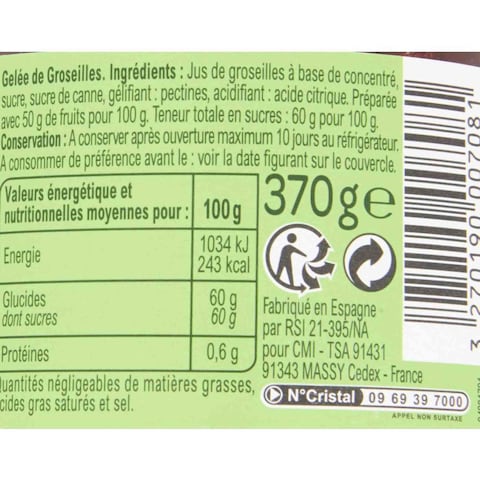 Gelée de Groseilles. Ingrédients : Jus de groseilles à base de concentré,
sucre, sucre de canne, gélifiant : pectines, acidifiant : acide citrique. Préparée
avec 50 g de fruits pour 100 g. Teneur totale en sucres : 60 g pour 100 g.
Conservation : A conserver après ouverture maximum 10 jours au réfrigérateur.
A consommer de préférence avant le : voir la date figurant sur le couvercle.
Valeurs énergétique et
nutritionnelles moyennes pour : 100 g
Energie 1034 kJ
243 kcal
Glucides 60 g
dont sucres 60 g
Protéines 0,6 g
Quantités négligeables de matières grasses,
acides gras saturés et sel.
370g e
Fabriqué en Espagne
par RSI 21-395/NA
pour CMI - TSA 91431
91343 MASSY Cedex - France
N°Cristal 09 69 39 7000
APPEL NON SURTAXE
3 270190 007081